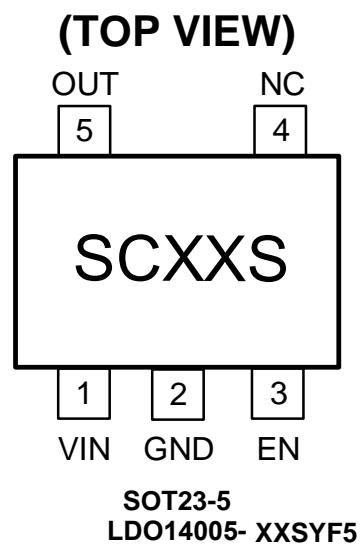 (TOP VIEW)
OUT NC
5 4
SCXXS
1 2 3
VIN GND EN
SOT23-5
LDO14005- XXSYF5